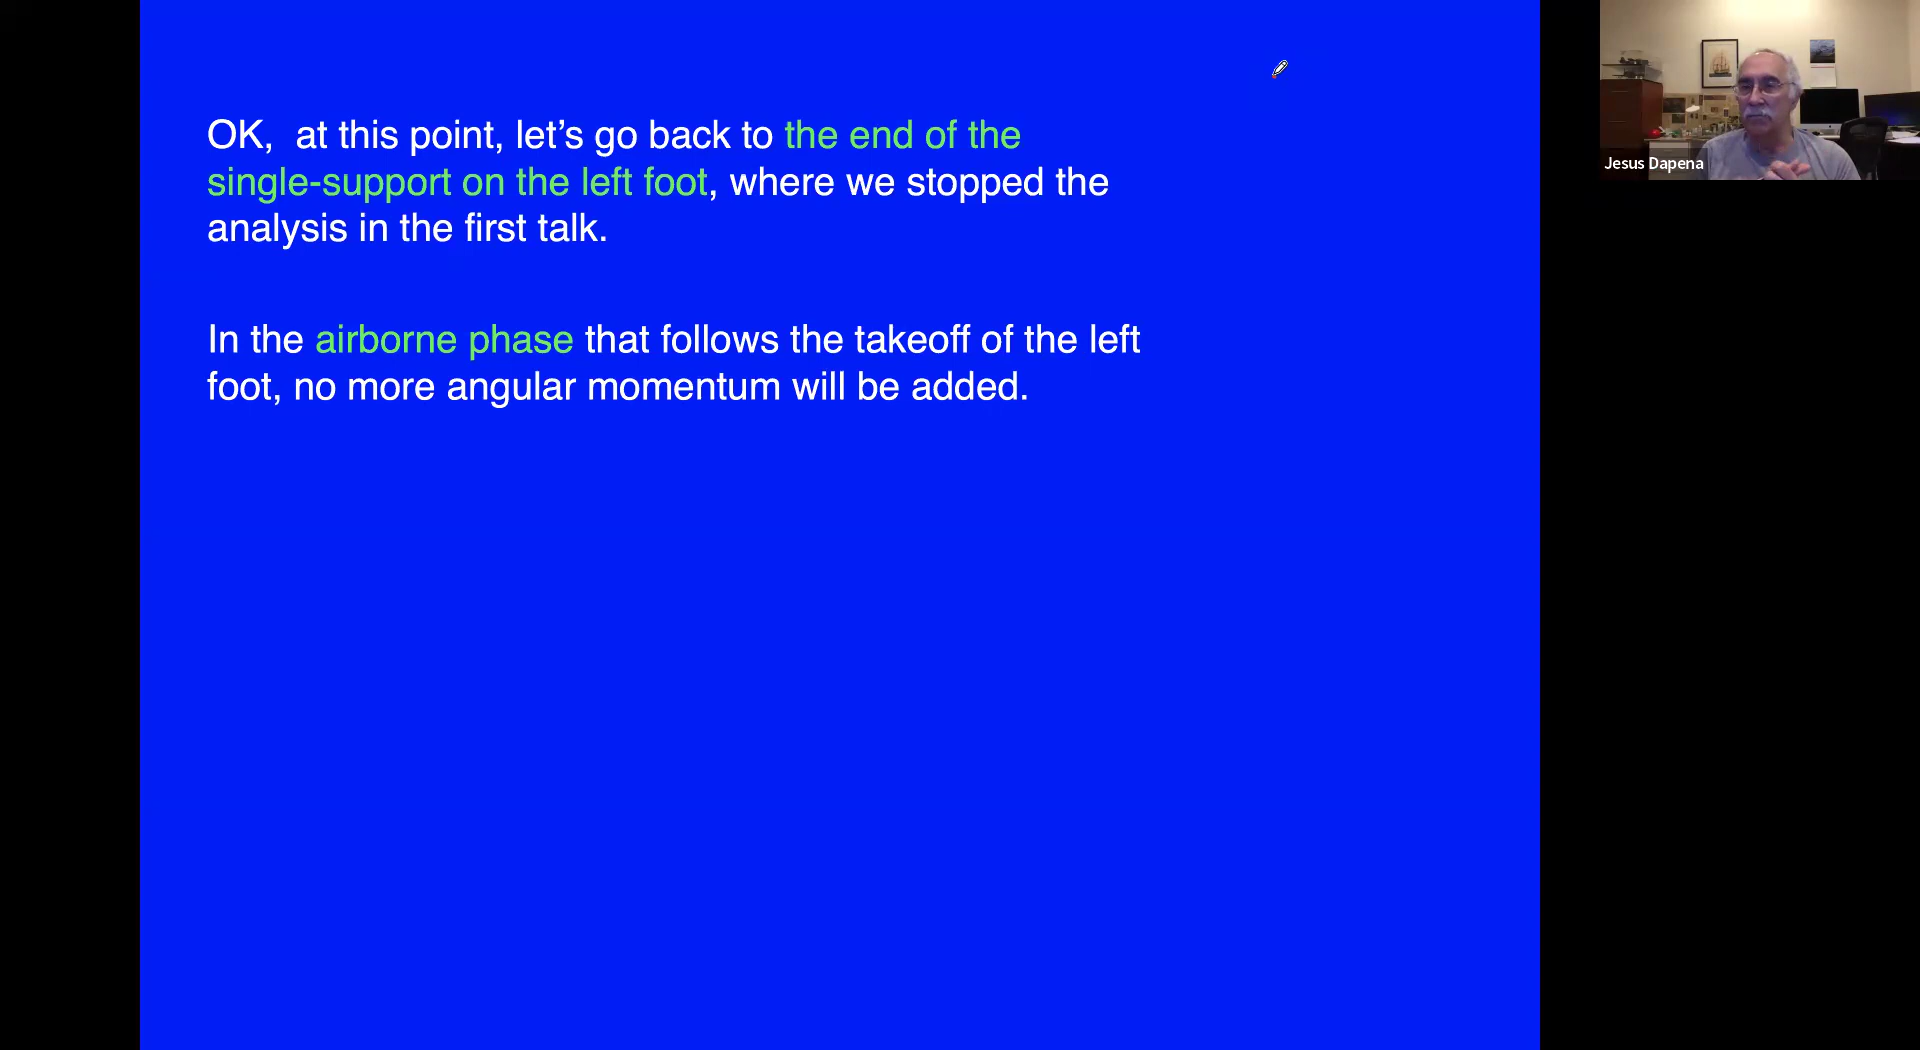 OK,  at this point, let’s go back to the end of the
single-support on the left foot, where we stopped the
analysis in the first talk.
In the airborne phase that follows the takeoff of the left
foot, no more angular momentum will be added.
Jesus Dapena